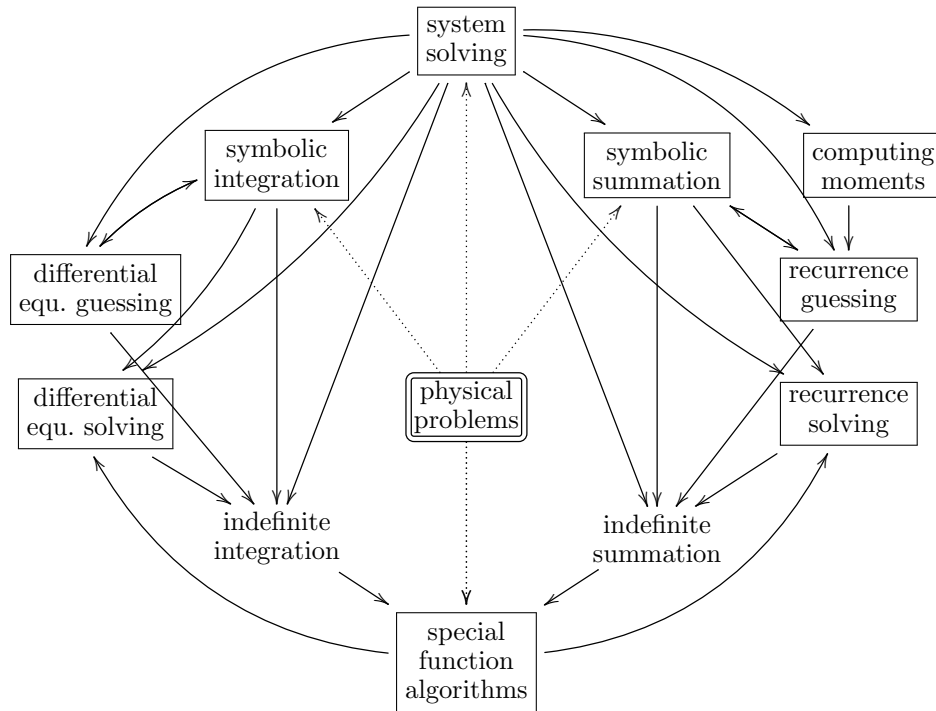 system
solving
symbolic
integration
symbolic
summation
computing
moments
differential
equ. guessing
recurrence
guessing
differential
equ. solving
physical
problems
recurrence
solving
indefinite
integration
indefinite
summation
special
function
algorithms